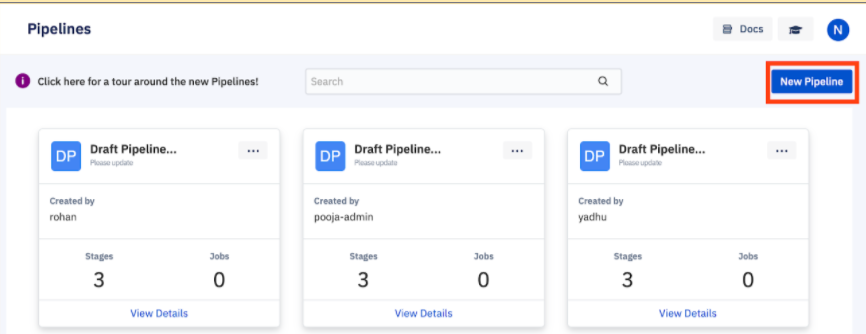 Pipelines
Docs
N
Click here for a tour around the new Pipelines!
Search
New Pipeline
DP
Draft Pipeline...
Please update
...
Created by
rohan
Stages
Jobs
3
0
View Details
DP
Draft Pipeline...
Please update
...
Created by
pooja-admin
Stages
Jobs
3
0
View Details
DP
Draft Pipeline...
Please update
...
Created by
yadhu
Stages
Jobs
3
0
View Details